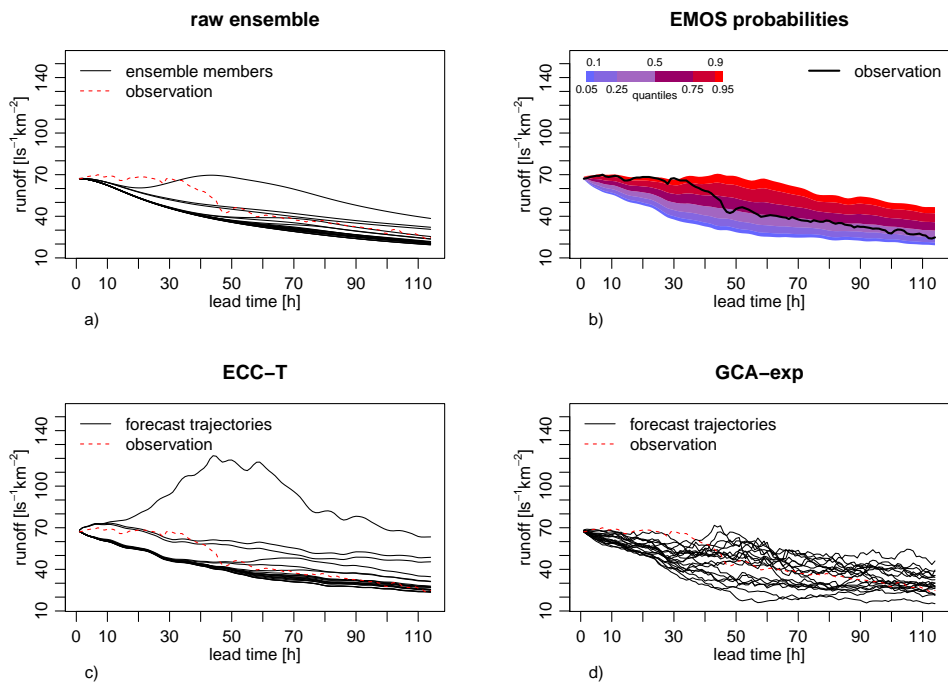 raw ensemble
runoff [ls⁻¹km⁻²]
10 40 70 100 140
ensemble members
observation
0 10 30 50 70 90 110
lead time [h]
a)
EMOS probabilities
runoff [ls⁻¹km⁻²]
10 40 70 100 140
0.1 0.5 0.9
0.05 0.25 0.75 0.95
quantiles
observation
0 10 30 50 70 90 110
lead time [h]
b)
ECC−T
runoff [ls⁻¹km⁻²]
10 40 70 100 140
forecast trajectories
observation
0 10 30 50 70 90 110
lead time [h]
c)
GCA−exp
runoff [ls⁻¹km⁻²]
10 40 70 100 140
forecast trajectories
observation
0 10 30 50 70 90 110
lead time [h]
d)